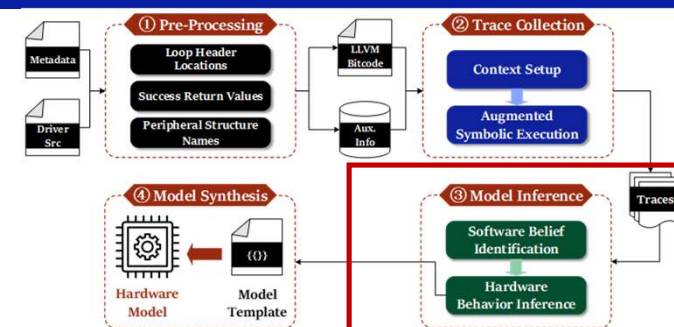 ① Pre-Processing
② Trace Collection
Metadata
Loop Header
Locations
LLVM
Bitcode
Context Setup
Success Return Values
Driver
Src
Peripheral Structure
Names
Aux.
Info
Augmented
Symbolic Execution
④ Model Synthesis
③ Model Inference
Traces
Software Belief
Identification
{{}}
Hardware
Model
Model
Template
Hardware
Behavior Inference